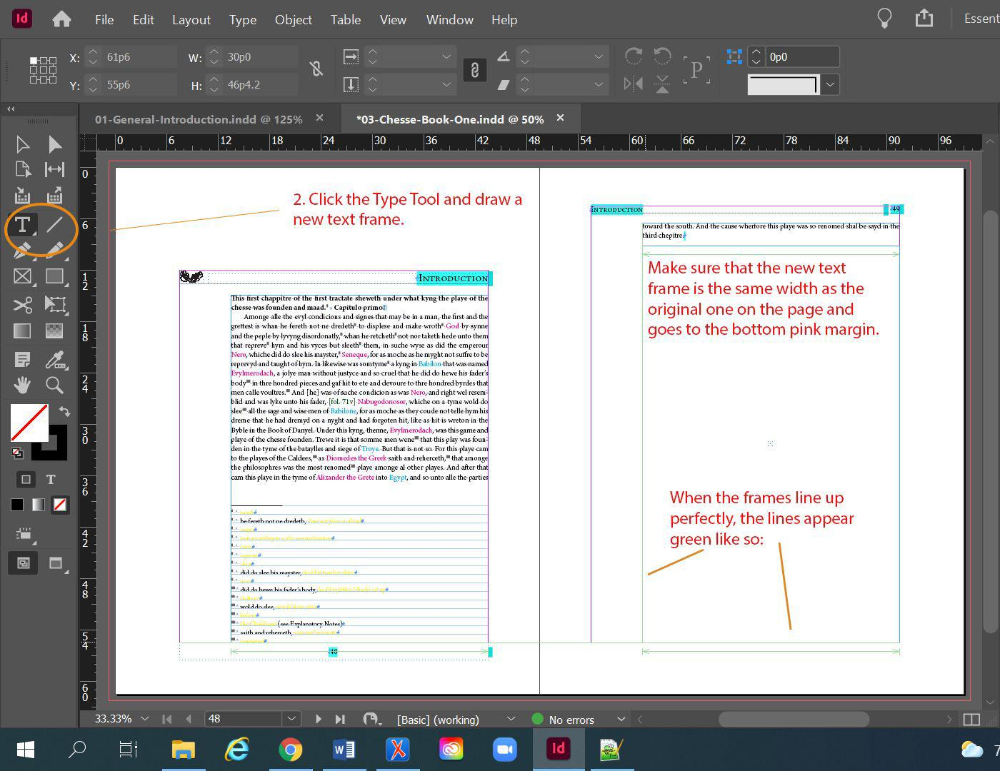 Id
File Edit Layout Type Object Table View Window Help
Essent
X: 61p6
W: 30p0
0p0
Y: 55p6
H: 46p4.2
P
01-General-Introduction.indd @ 125% ×
*03-Chesse-Book-One.indd @ 50% ×
0 6 12 18 24 30 36 42 48 54 60 66 72 78 84 90 96
0
6
12
18
24
30
36
42
48
54
60
2. Click the Type Tool and draw a
new text frame.
Introduction
This first chappitre of the first tractate sheweth under what kyng the playe of the
chesse was founden and maad. Capitulo primo
Amonge alle the evyl condicions and signes that may be in a man, the first and the
grettest is whan he fereth not ne dredeth to displese and make wroth God by synne
and the peple by lyvyng disordonatly, whan he retcheth not nor taketh hede unto them
that repreve hym and his vyces but sleeth them, in suche wyse as did the emperour
Nero, whiche did do slee his mayster, Seneque, for as moche as he myght not suffre to be
reprevyd and taught of hym. In likewise was somtyme a kyng in Babilon that was named
Evylmerodach, a jolye man without justyce and so cruel that he did do hewe his fader's
body in thre hondred pieces and gaf hit to ete and devoure to thre hondred byrdes that
men calle voultres. And [he] was of suche condicion as was Nero, and right wel resem-
blid and was lyke unto his fader, [fol. 71v] Nabugodonosor, whiche on a tyme wold do
slee all the sage and wise men of Babilone, for as moche as they coude not telle hym his
dreme that he had dremyd on a nyght and had forgoten hit, like as hit is wreton in the
Byble in the Book of Danyel. Under this kyng, thenne, Evylmerodach, was this game and
playe of the chesse founden. Trewe it is that somme men wene that this play was foun-
den in the tyme of the bataylles and siege of Troye. But that is not so. For this playe cam
to the playes of the Caldees, as Diomedes the Greek saith and reherceth, that amonge
the philosophres was the most renomed playe amonge al other playes. And after that
cam this playe in the tyme of Alixander the Grete into Egypt, and so unto alle the parties
he fereth not ne dredeth,
did do slee his mayster,
did do hewe his fader's body,
wold do slee,
(see Explanatory Notes)
saith and reherceth,
48
Introduction 49
toward the south. And the cause wherfore this playe was so renomed shal be sayd in the
third chepitre.
Make sure that the new text
frame is the same width as the
original one on the page and
goes to the bottom pink margin.
When the frames line up
perfectly, the lines appear
green like so:
33.33% 48 [Basic] (working) No errors
W X Id
7